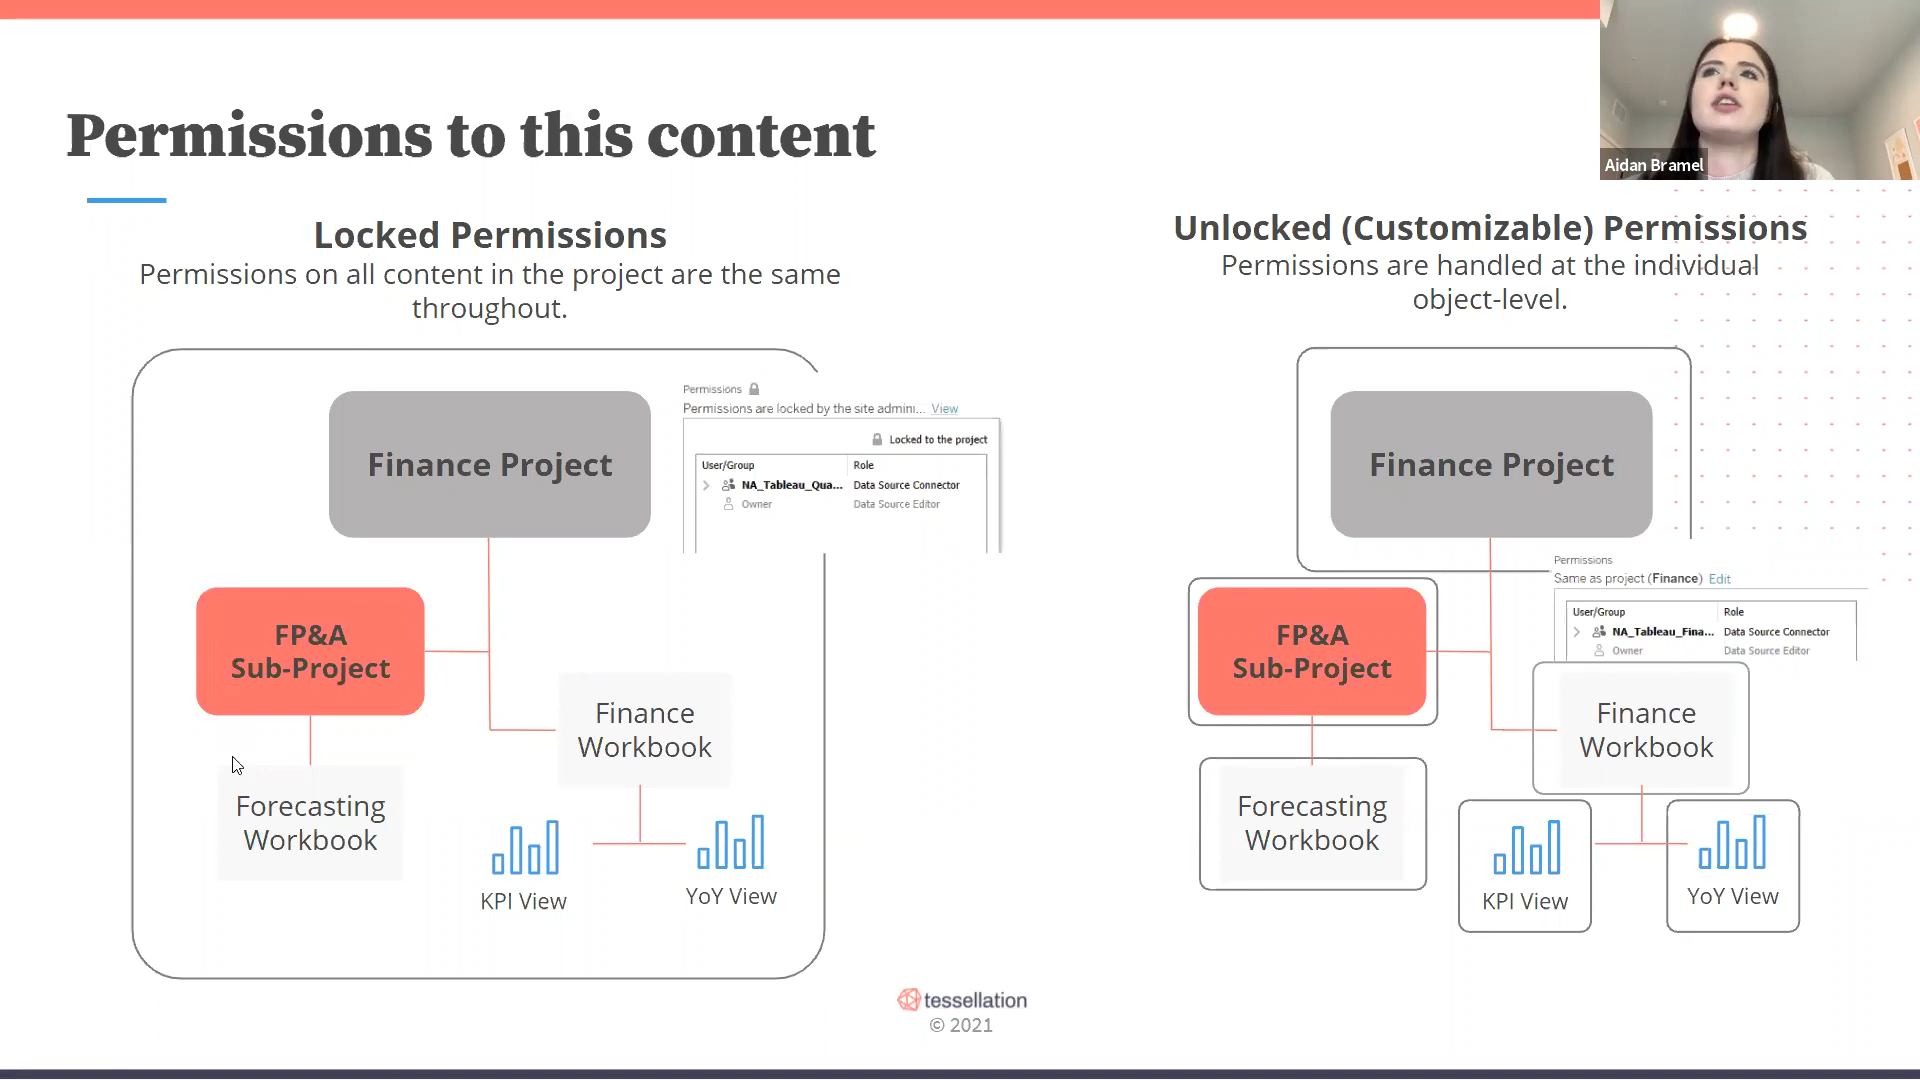 Aidan Bramel
Permissions to this content
Locked Permissions
Permissions on all content in the project are the same
throughout.
Finance Project
Permissions
Permissions are locked by the site admini... View
Locked to the project
User/Group Role
NA_Tableau_Qua... Data Source Connector
Owner Data Source Editor
FP&A
Sub-Project
Finance
Workbook
Forecasting
Workbook
KPI View
YoY View
Unlocked (Customizable) Permissions
Permissions are handled at the individual
object-level.
Finance Project
Permissions
Same as project (Finance) Edit
User/Group Role
NA_Tableau_Fina... Data Source Connector
Owner Data Source Editor
FP&A
Sub-Project
Finance
Workbook
Forecasting
Workbook
KPI View
YoY View
tessellation
© 2021